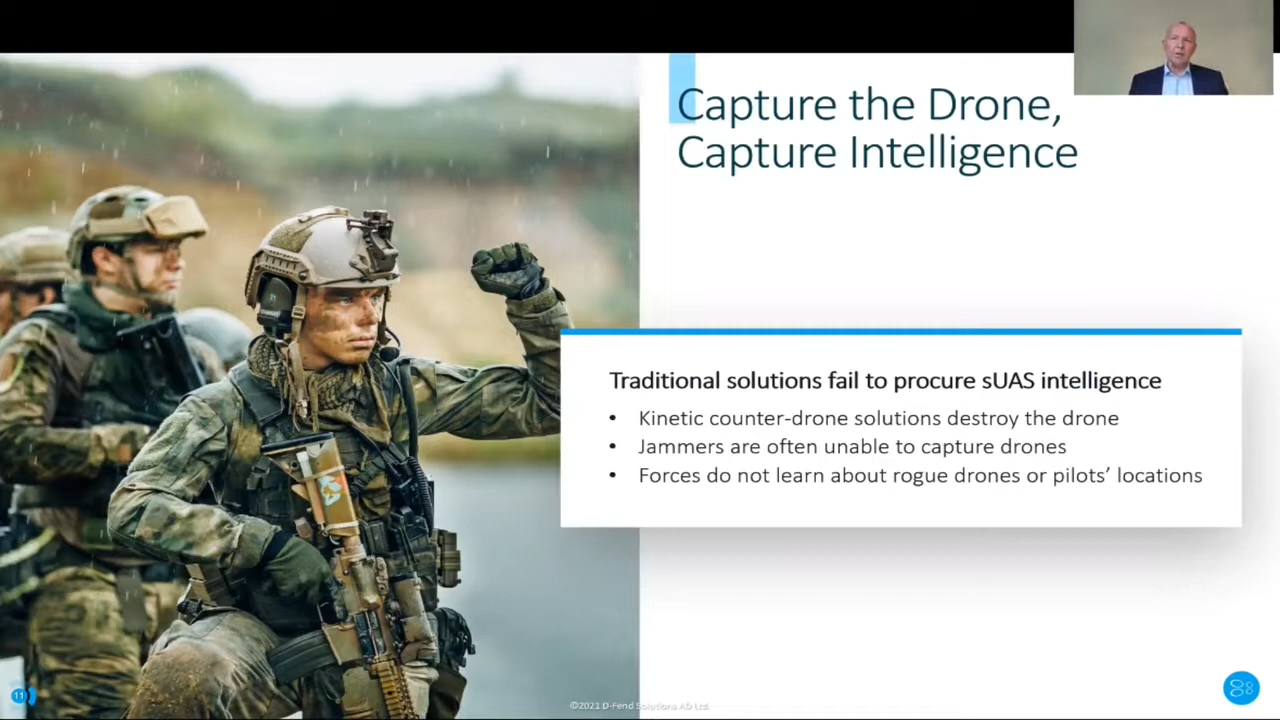 Capture the Drone,
Capture Intelligence
Traditional solutions fail to procure sUAS intelligence
• Kinetic counter-drone solutions destroy the drone
• Jammers are often unable to capture drones
• Forces do not learn about rogue drones or pilots’ locations
11
©2021 D-Fend Solutions AD Ltd.